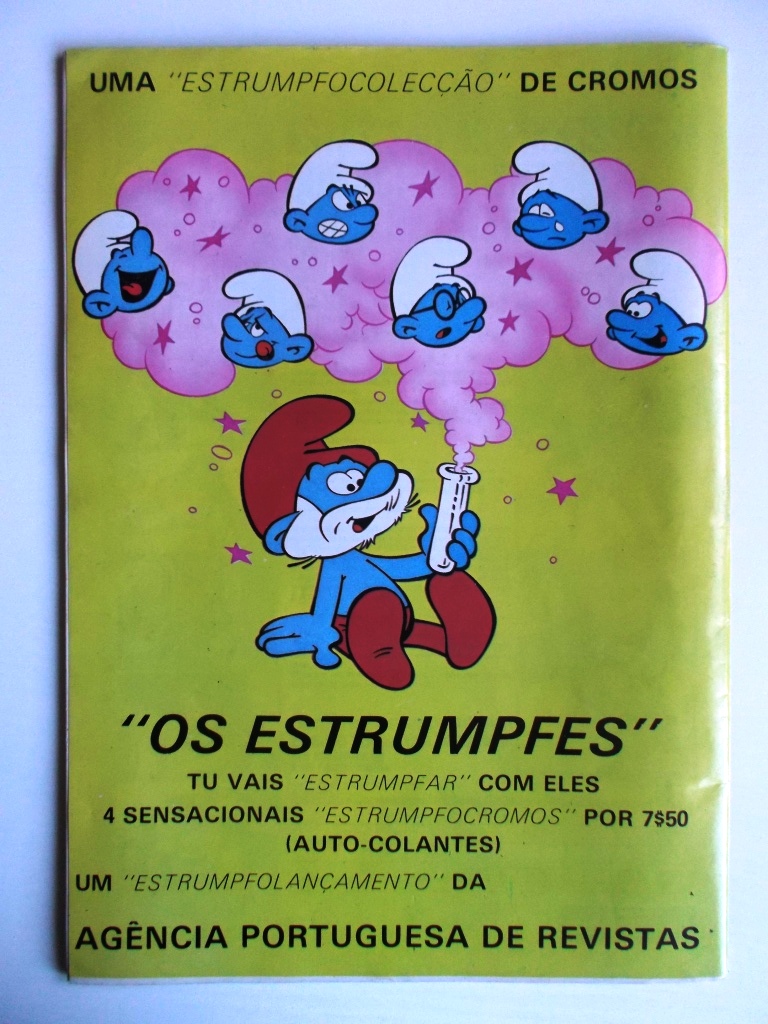 UMA "ESTRUMPFOCOLECÇÃO" DE CROMOS
"OS ESTRUMPFES"
TU VAIS "ESTRUMPFAR" COM ELES
4 SENSACIONAIS "ESTRUMPFOCROMOS" POR 7$50
(AUTO-COLANTES)
UM "ESTRUMPFOLANÇAMENTO" DA
AGÊNCIA PORTUGUESA DE REVISTAS